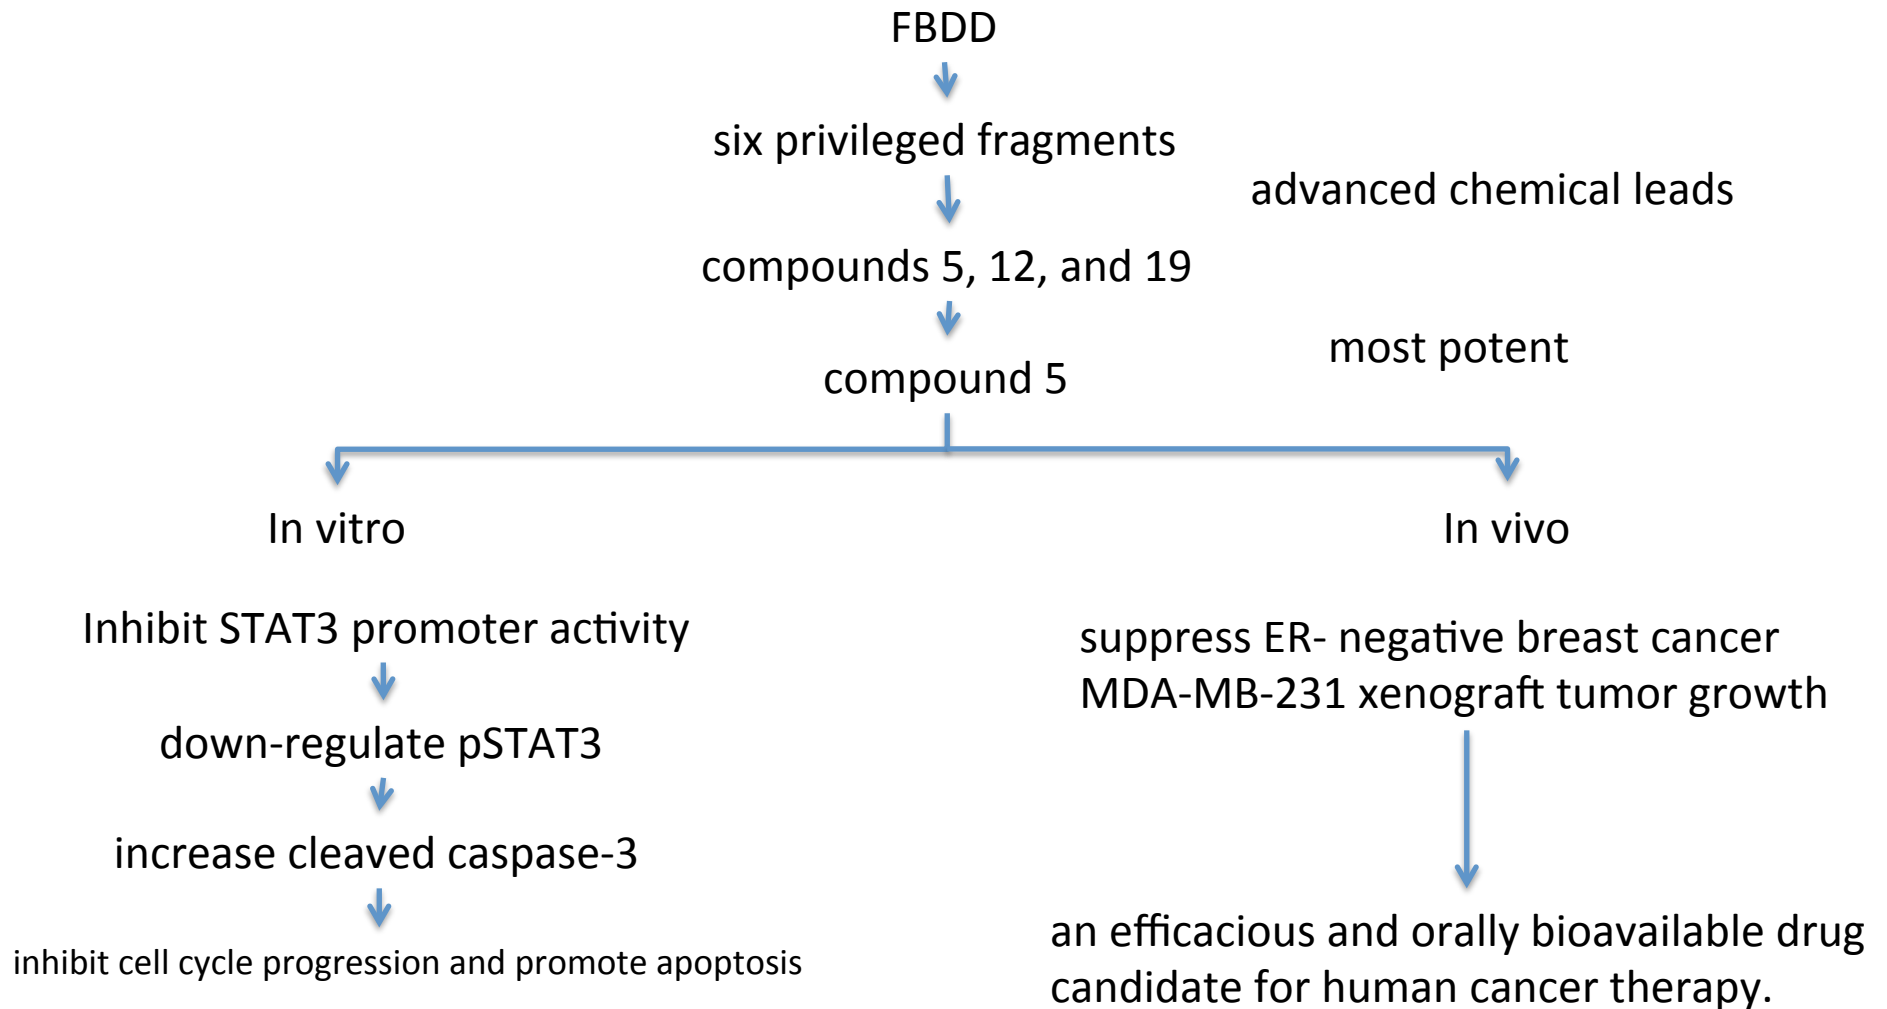 FBDD
six privileged fragments
advanced chemical leads
compounds 5, 12, and 19
most potent
compound 5
In vitro
Inhibit STAT3 promoter activity
down-regulate pSTAT3
increase cleaved caspase-3
inhibit cell cycle progression and promote apoptosis
In vivo
suppress ER- negative breast cancer
MDA-MB-231 xenograft tumor growth
an efficacious and orally bioavailable drug
candidate for human cancer therapy.